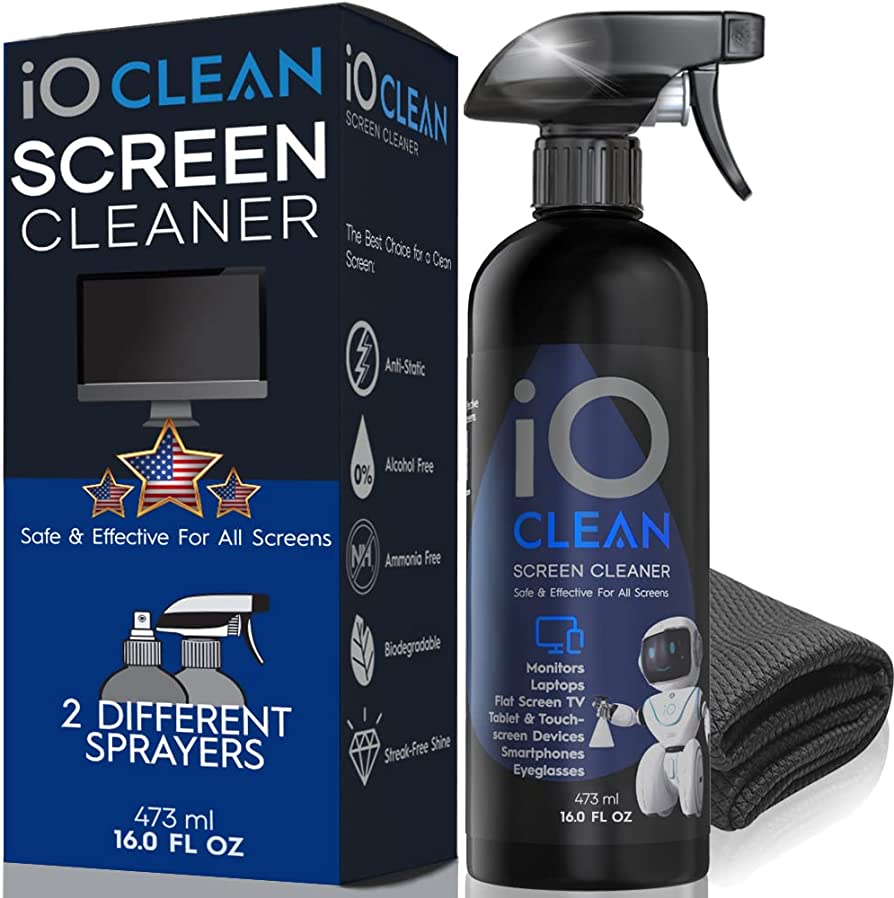 iO CLEAN
SCREEN
CLEANER
Safe & Effective For All Screens
2 DIFFERENT
SPRAYERS
473 ml
16.0 FL OZ
iO CLEAN
SCREEN CLEANER
The Best Choice for a Clean
Screen:
Anti-Static
0%
Alcohol Free
Ammonia Free
Biodegradable
Streak-Free Shine
iO
CLEAN
SCREEN CLEANER
Safe & Effective For All Screens
Monitors
Laptops
Flat Screen TV
Tablet & Touch-
screen Devices
Smartphones
Eyeglasses
iO
473 ml
16.0 FL OZ